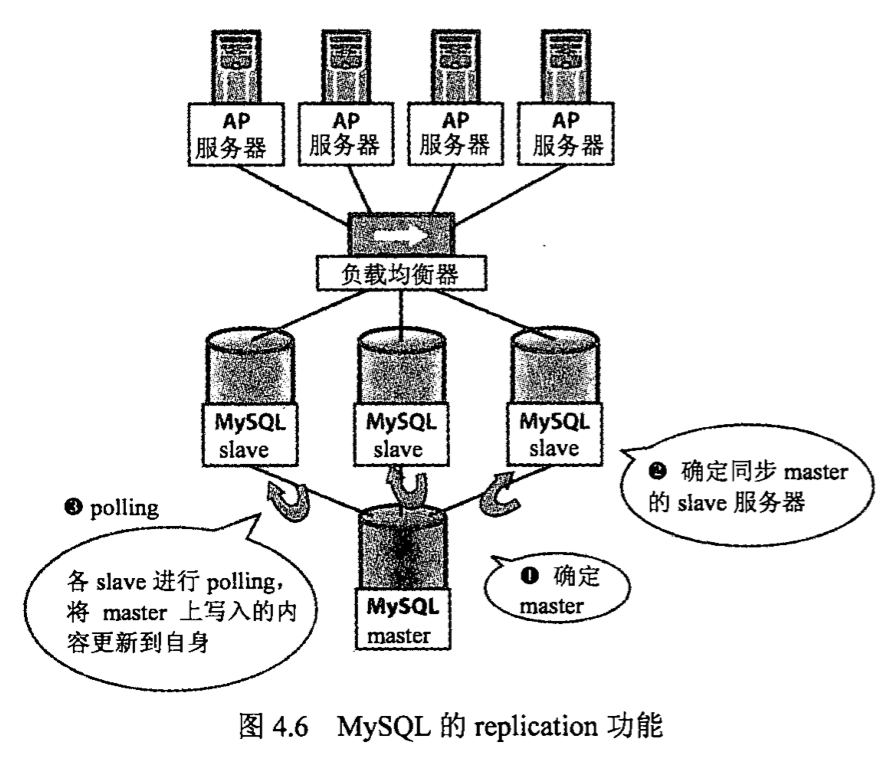 AP
服务器
AP
服务器
AP
服务器
AP
服务器
负载均衡器
MySQL
slave
MySQL
slave
MySQL
slave
❷ 确定同步 master
的 slave 服务器
❸ polling
各 slave 进行 polling,
将 master 上写入的内
容更新到自身
❶ 确定
master
MySQL
master
图 4.6 MySQL 的 replication 功能